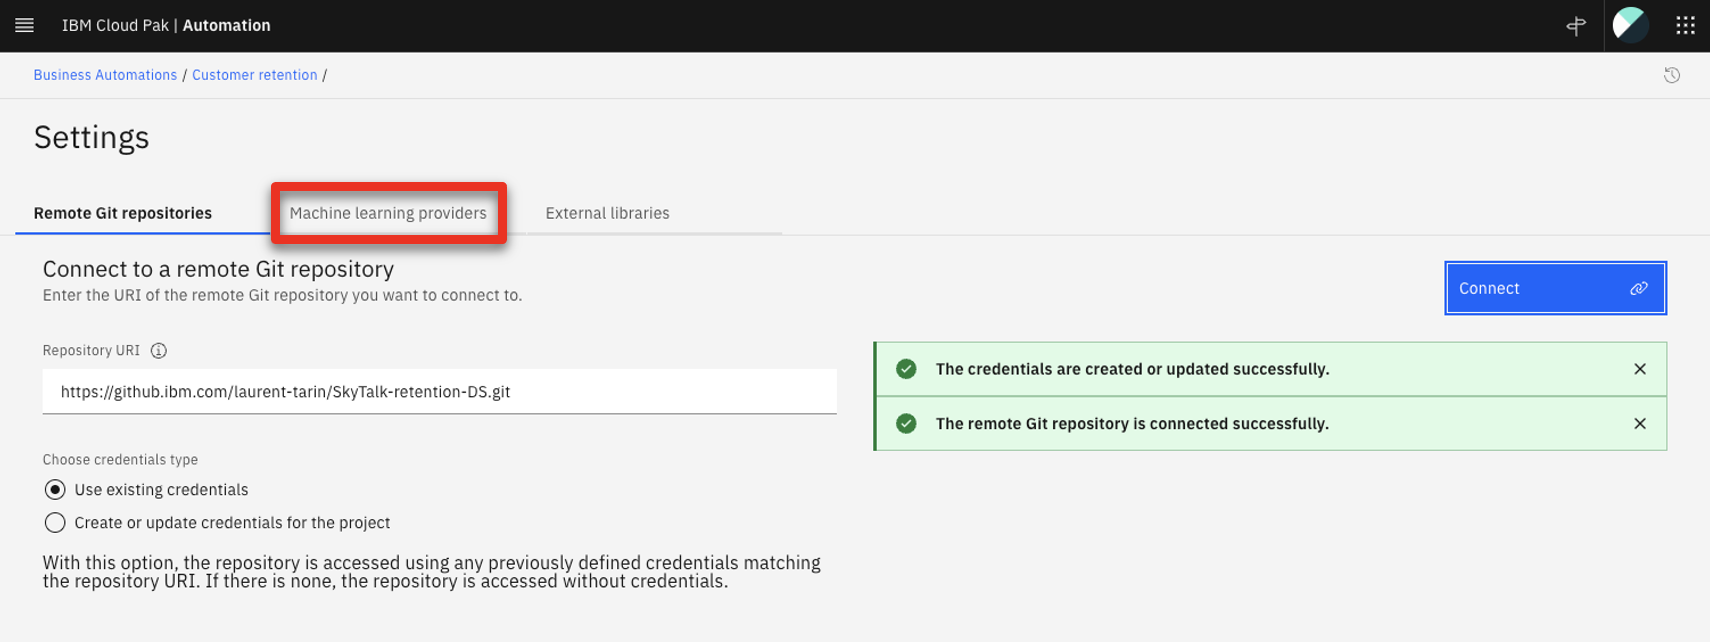 IBM Cloud Pak | Automation
Business Automations / Customer retention /
Settings
Remote Git repositories
Machine learning providers
External libraries
Connect to a remote Git repository
Enter the URI of the remote Git repository you want to connect to.
Connect
Repository URI
https://github.ibm.com/laurent-tarin/SkyTalk-retention-DS.git
The credentials are created or updated successfully.
The remote Git repository is connected successfully.
Choose credentials type
Use existing credentials
Create or update credentials for the project
With this option, the repository is accessed using any previously defined credentials matching
the repository URI. If there is none, the repository is accessed without credentials.